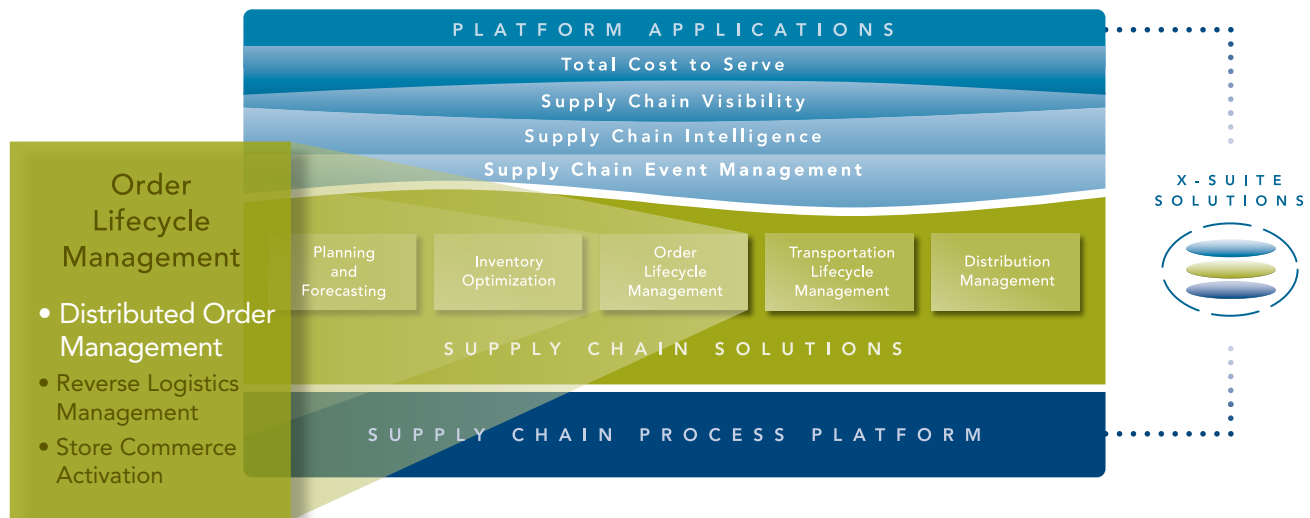 PLATFORM APPLICATIONS
Total Cost to Serve
Supply Chain Visibility
Supply Chain Intelligence
Supply Chain Event Management
Order
Lifecycle
Management
• Distributed Order
Management
• Reverse Logistics
Management
• Store Commerce
Activation
Planning
and
Forecasting
Inventory
Optimization
Order
Lifecycle
Management
Transportation
Lifecycle
Management
Distribution
Management
SUPPLY CHAIN SOLUTIONS
SUPPLY CHAIN PROCESS PLATFORM
X-SUITE
SOLUTIONS